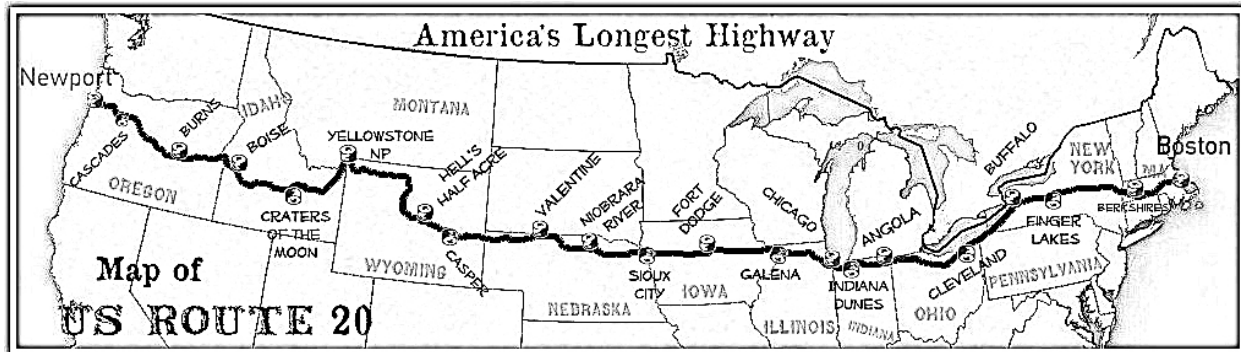 America's Longest Highway
Newport
CASCADES
BURNS
OREGON
IDAHO
BOISE
CRATERS
OF THE
MOON
MONTANA
YELLOWSTONE
NP
HELL'S
HALF ACRE
WYOMING
CASPER
VALENTINE
NIOBRARA
RIVER
NEBRASKA
SIOUX
CITY
FORT
DODGE
IOWA
GALENA
CHICAGO
ILLINOIS
INDIANA
DUNES
INDIANA
ANGOLA
OHIO
CLEVELAND
PENNSYLVANIA
BUFFALO
FINGER
LAKES
NEW
YORK
BERKSHIRES
MA
Boston
Map of
US ROUTE 20